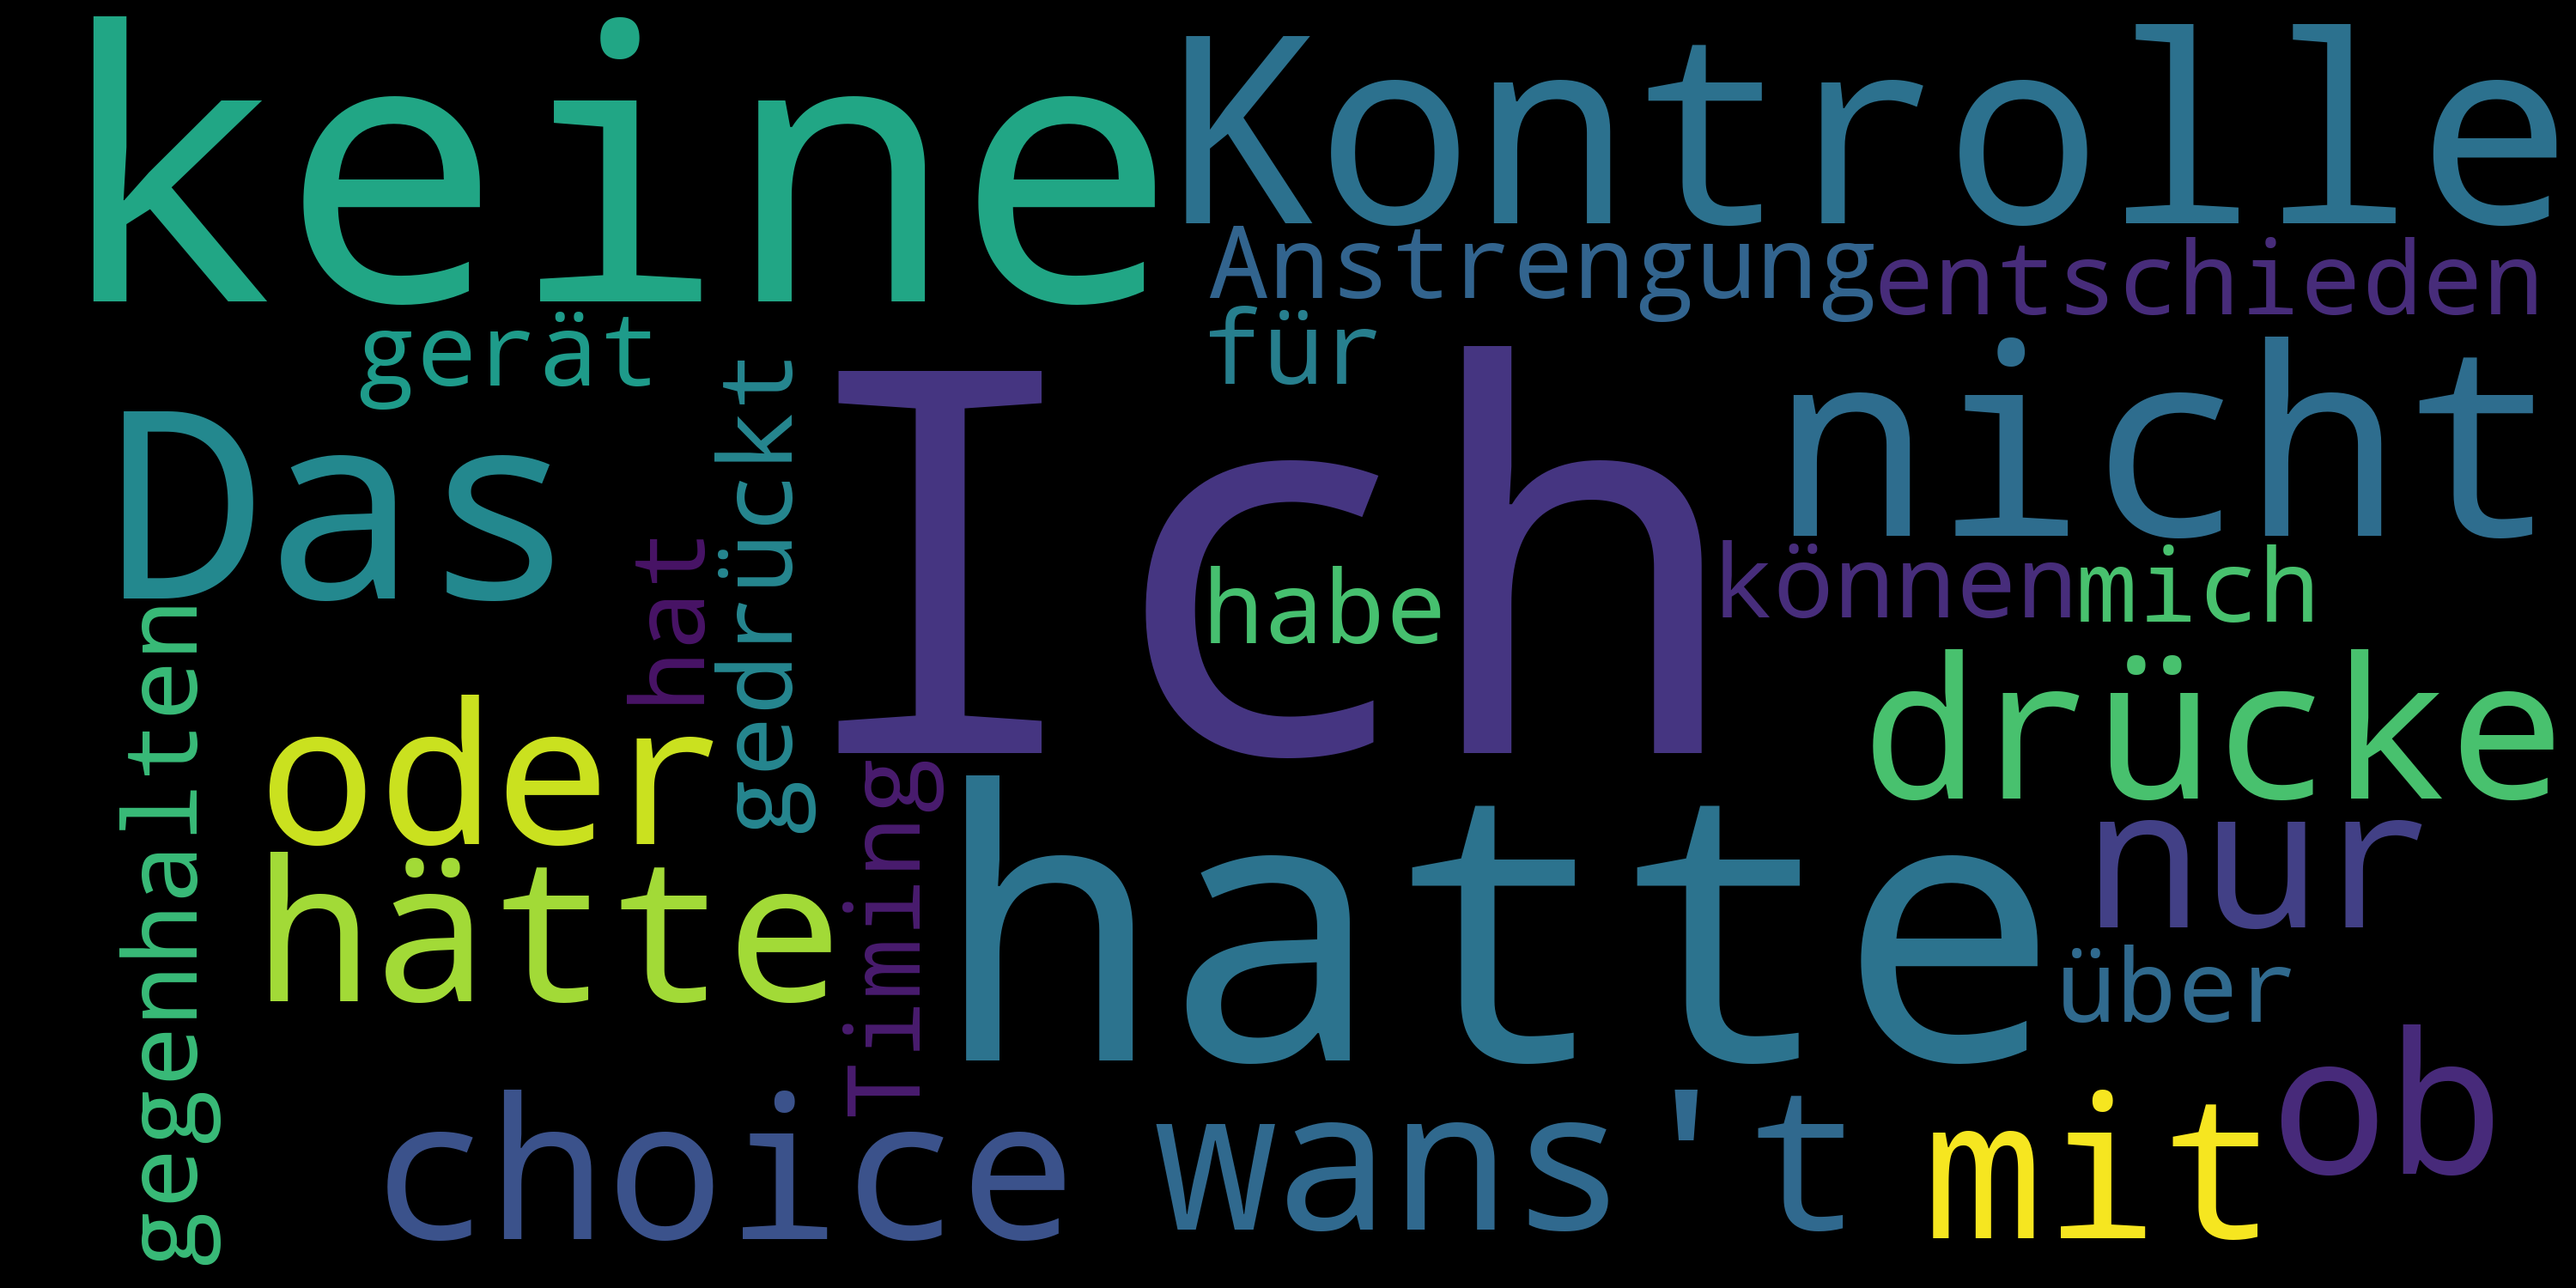 keine Kontrolle
Anstrengung entschieden
gerät für
Das gedrückt Ich nicht
hat habe können mich
gegenhalten oder drücke
hätte Timing hatte nur
über
choice wans't mit ob